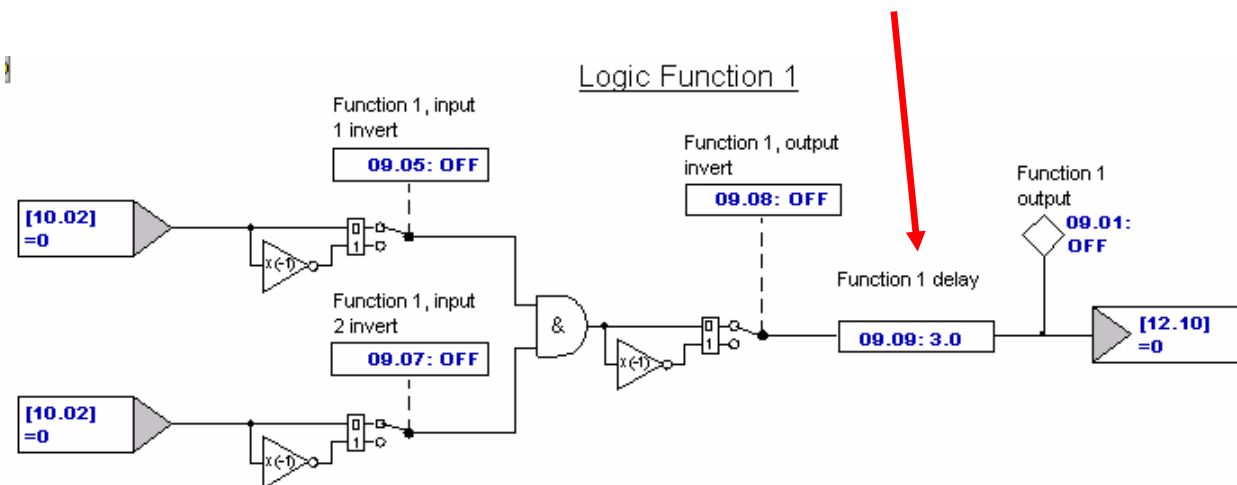 Logic Function 1
Function 1, input
1 invert
09.05: OFF
[10.02]
=0
0
1
x(-1)
Function 1, input
2 invert
09.07: OFF
[10.02]
=0
0
1
x(-1)
&
Function 1, output
invert
09.08: OFF
0
1
x(-1)
Function 1 delay
09.09: 3.0
Function 1
output
09.01:
OFF
[12.10]
=0